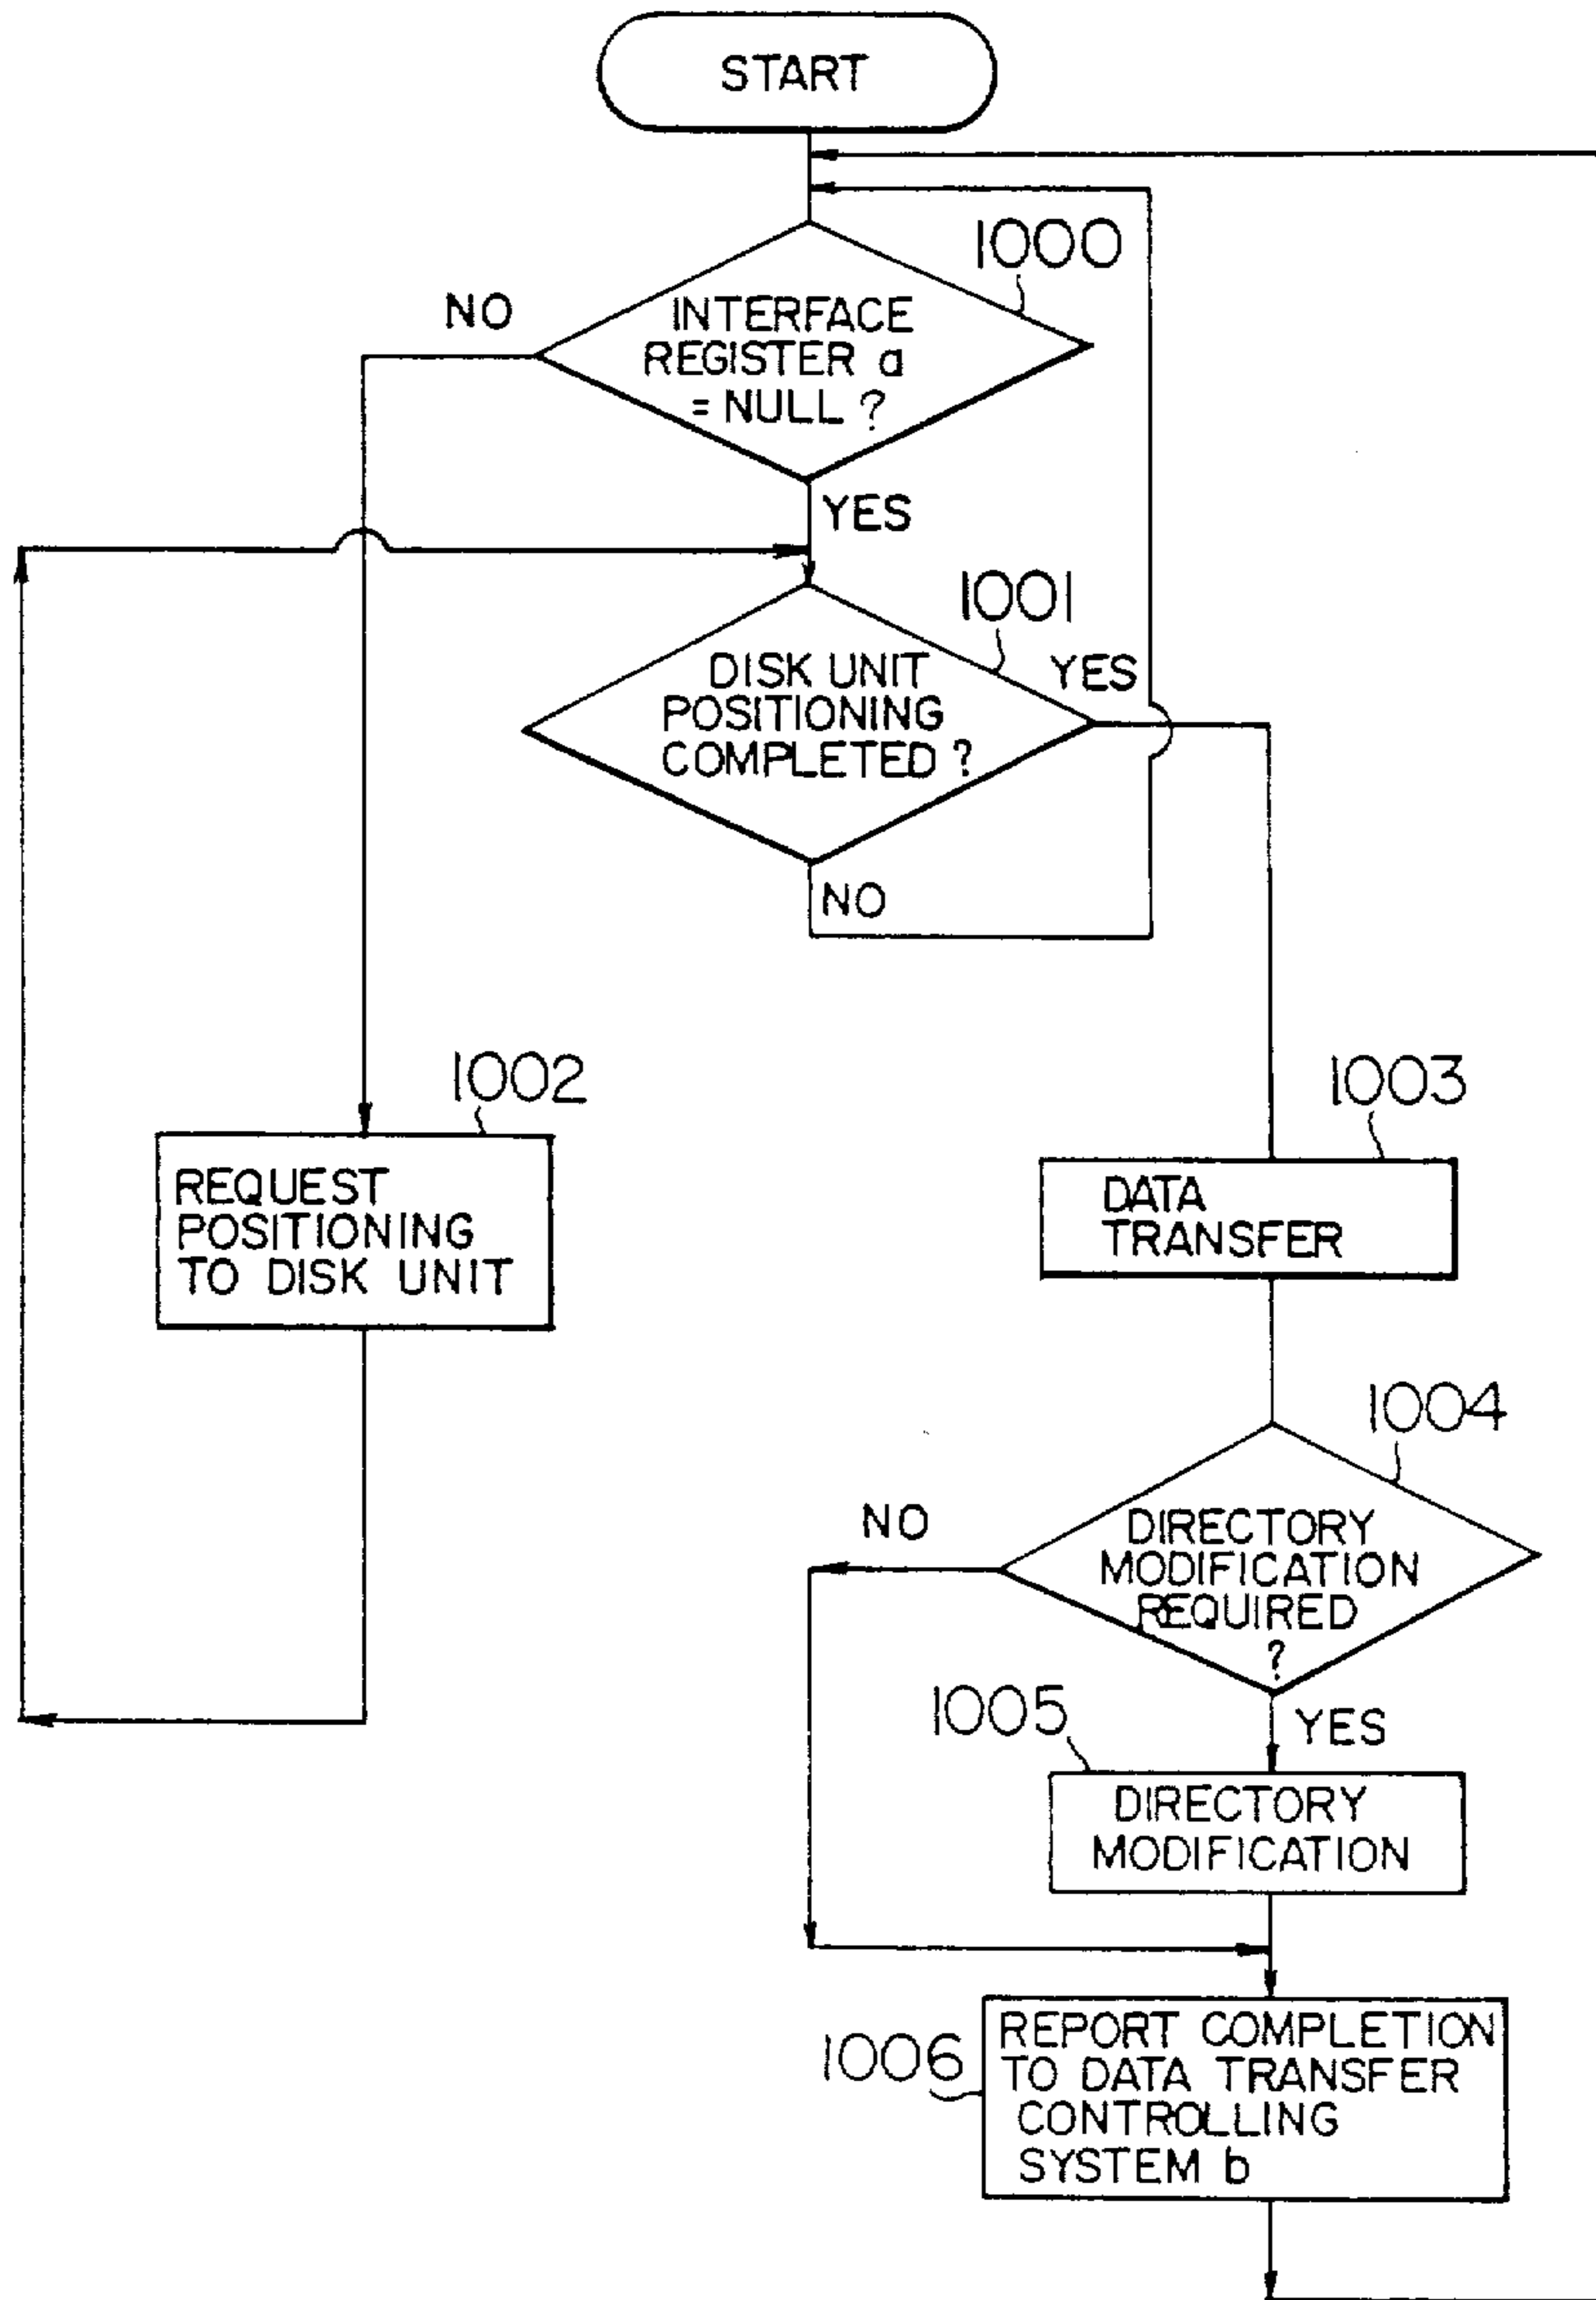 START
1000
NO
INTERFACE
REGISTER a
= NULL ?
YES
1001
DISK UNIT
POSITIONING
COMPLETED ?
YES
NO
1002
REQUEST
POSITIONING
TO DISK UNIT
1003
DATA
TRANSFER
1004
NO
DIRECTORY
MODIFICATION
REQUIRED
?
YES
1005
DIRECTORY
MODIFICATION
1006
REPORT COMPLETION
TO DATA TRANSFER
CONTROLLING
SYSTEM b